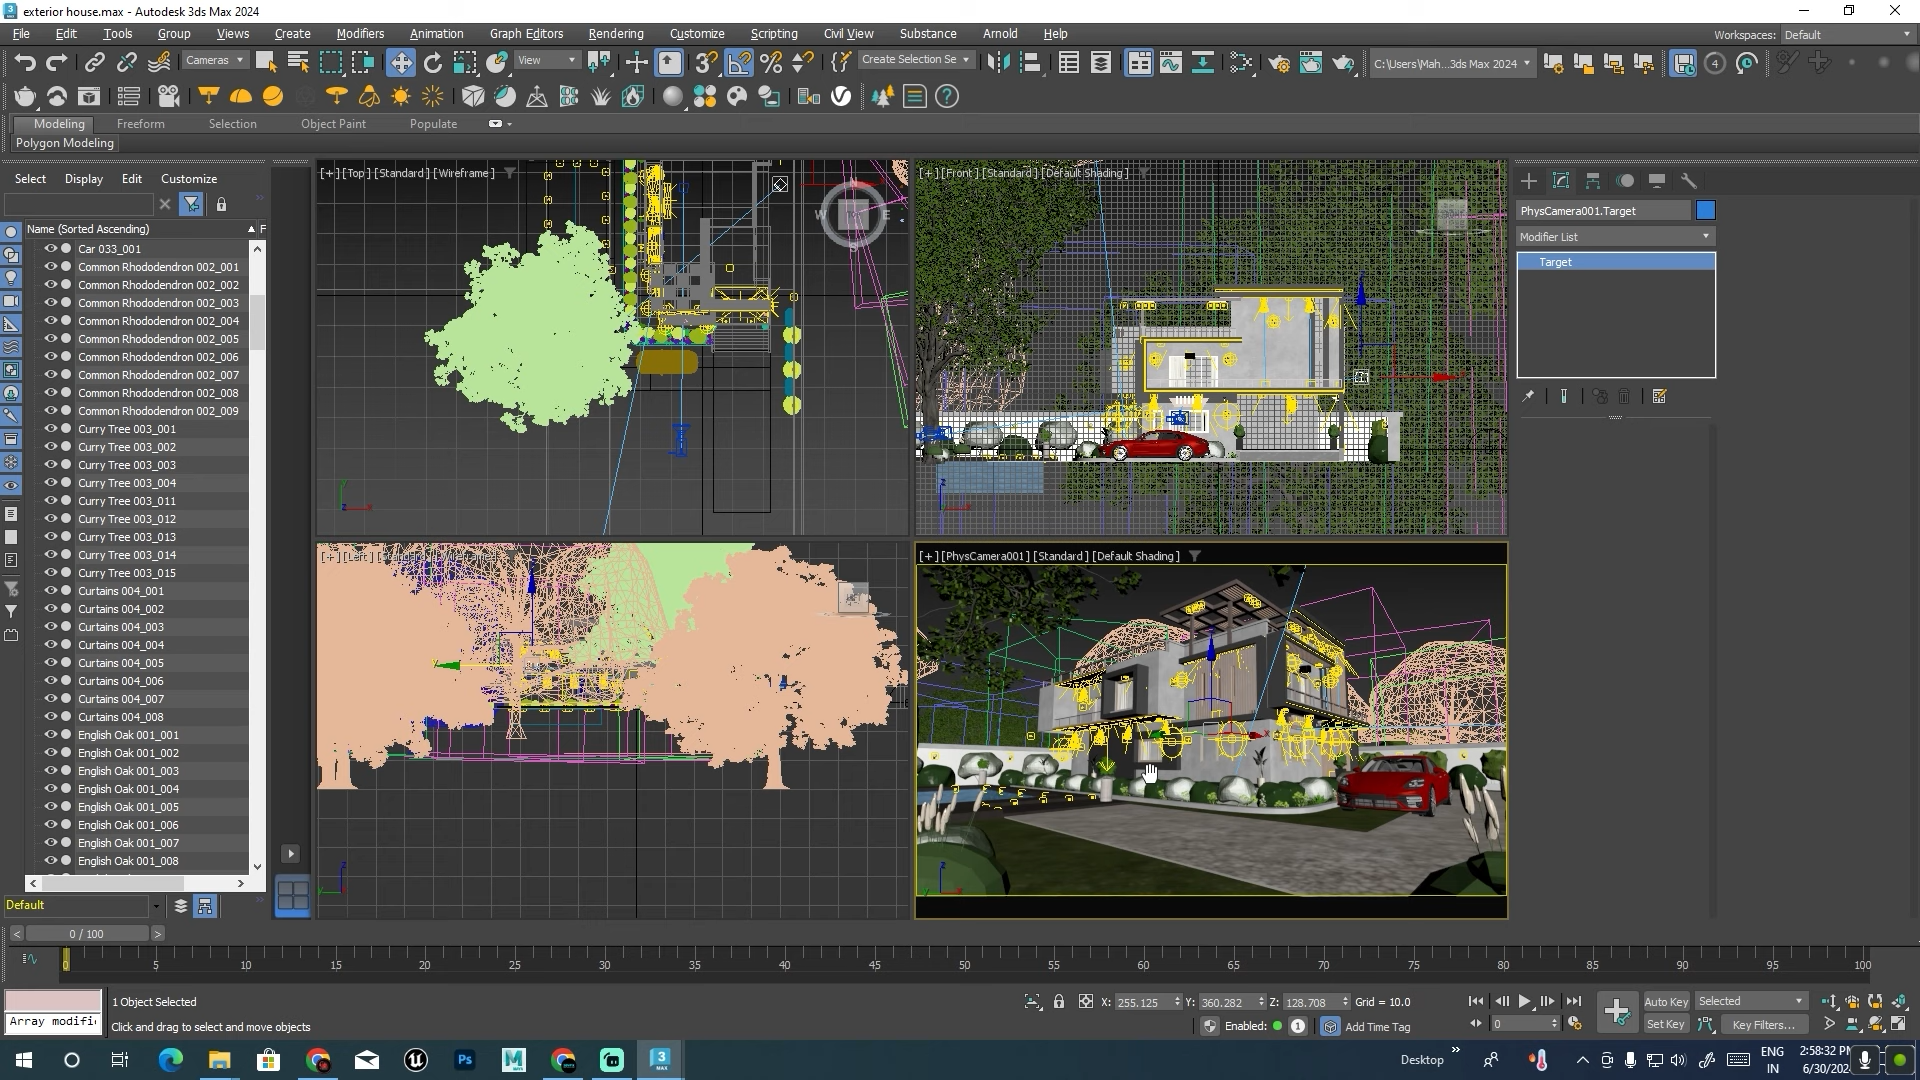 exterior house.max - Autodesk 3ds Max 2024
File Edit Tools Group Views Create Modifiers Animation Graph Editors Rendering Customize Scripting Civil View Substance Arnold Help
Workspaces: Default
Cameras
View
Create Selection Se
C:\Users\Mah...3ds Max 2024
Modeling Freeform Selection Object Paint Populate
Polygon Modeling
Select Display Edit Customize
Name (Sorted Ascending)
F
Car 033_001
Common Rhododendron 002_001
Common Rhododendron 002_002
Common Rhododendron 002_003
Common Rhododendron 002_004
Common Rhododendron 002_005
Common Rhododendron 002_006
Common Rhododendron 002_007
Common Rhododendron 002_008
Common Rhododendron 002_009
Curry Tree 003_001
Curry Tree 003_002
Curry Tree 003_003
Curry Tree 003_004
Curry Tree 003_011
Curry Tree 003_012
Curry Tree 003_013
Curry Tree 003_014
Curry Tree 003_015
Curtains 004_001
Curtains 004_002
Curtains 004_003
Curtains 004_004
Curtains 004_005
Curtains 004_006
Curtains 004_007
Curtains 004_008
English Oak 001_001
English Oak 001_002
English Oak 001_003
English Oak 001_004
English Oak 001_005
English Oak 001_006
English Oak 001_007
English Oak 001_008
Default
[+] [Top] [Standard] [Wireframe]
W E S
[+] [Front] [Standard] [Default Shading]
[+] [Left] [Standard] [Wireframe]
[+] [PhysCamera001] [Standard] [Default Shading]
PhysCamera001.Target
Modifier List
Target
< 0 / 100 >
0 5 10 15 20 25 30 35 40 45 50 55 60 65 70 75 80 85 90 95 100
1 Object Selected
Array modifi
Click and drag to select and move objects
X: 255.125 Y: 360.282 Z: 128.708 Grid = 10.0
Enabled: 1 Add Time Tag
0
Auto Key Selected
Set Key Key Filters...
Desktop
ENG
IN
2:58:32